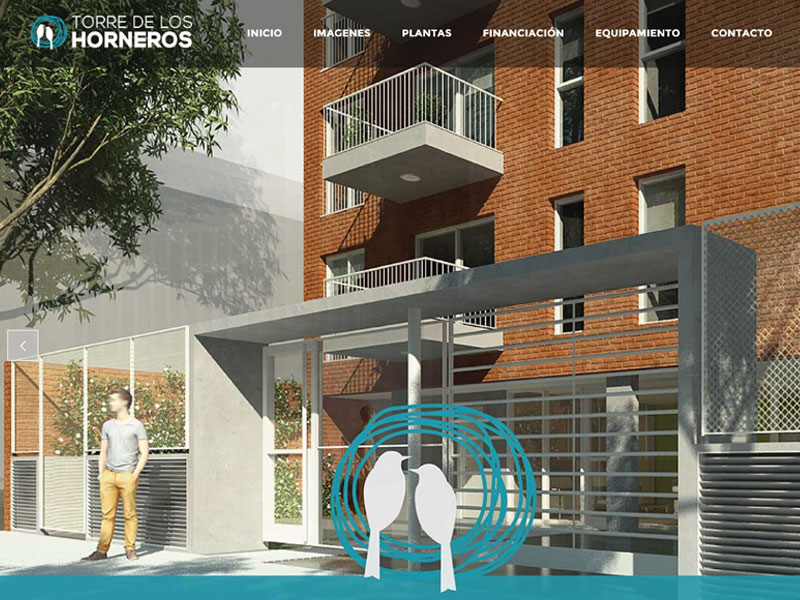 TORRE DE LOS
HORNEROS
INICIO IMAGENES PLANTAS FINANCIACIÓN EQUIPAMIENTO CONTACTO